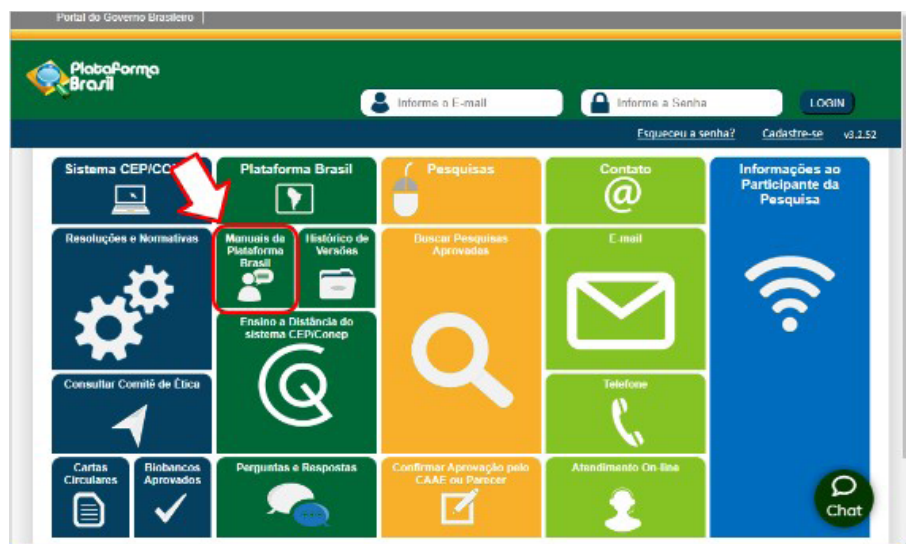 Portal do Governo Brasileiro
Plataforma
Brasil
Informe o E-mail
Informe a Senha
LOGIN
Esqueceu a senha?
Cadastre-se
v3.2.52
Sistema CEP/CO
Plataforma Brasil
Pesquisas
Contato
@
Informações ao
Participante da
Pesquisa
Resoluções e Normativas
Manuais da
Plataforma
Brasil
Histórico de
Versões
Buscar Pesquisas
Aprovadas
E-mail
Ensino a Distância do
sistema CEP/Conep
Consultar Comitê de Ética
Telefone
Cartas
Circulares
Biobancos
Aprovados
Perguntas e Respostas
Confirmar Aprovação pelo
CAAE ou Parecer
Atendimento On-line
Chat